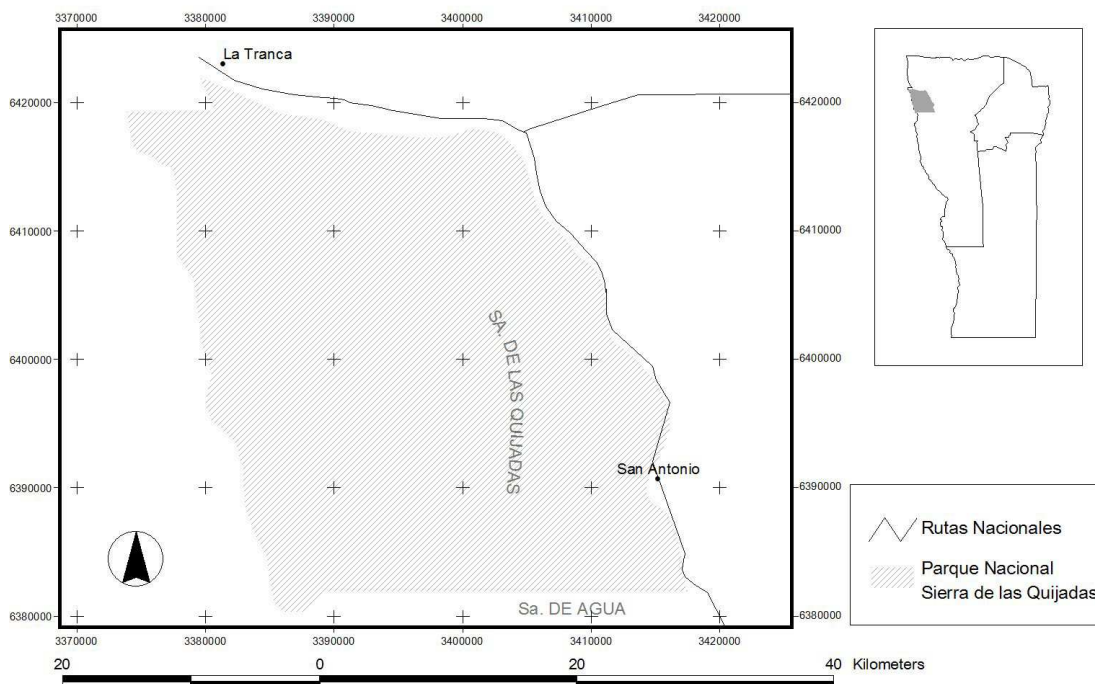 3370000 3380000 3390000 3400000 3410000 3420000
La Tranca
6420000 6420000
6410000 6410000
SA. DE LAS QUIJADAS
6400000 6400000
San Antonio
6390000 6390000
Sa. DE AGUA
6380000 6380000
3370000 3380000 3390000 3400000 3410000 3420000
20 0 20 40 Kilometers
Rutas Nacionales
Parque Nacional
Sierra de las Quijadas